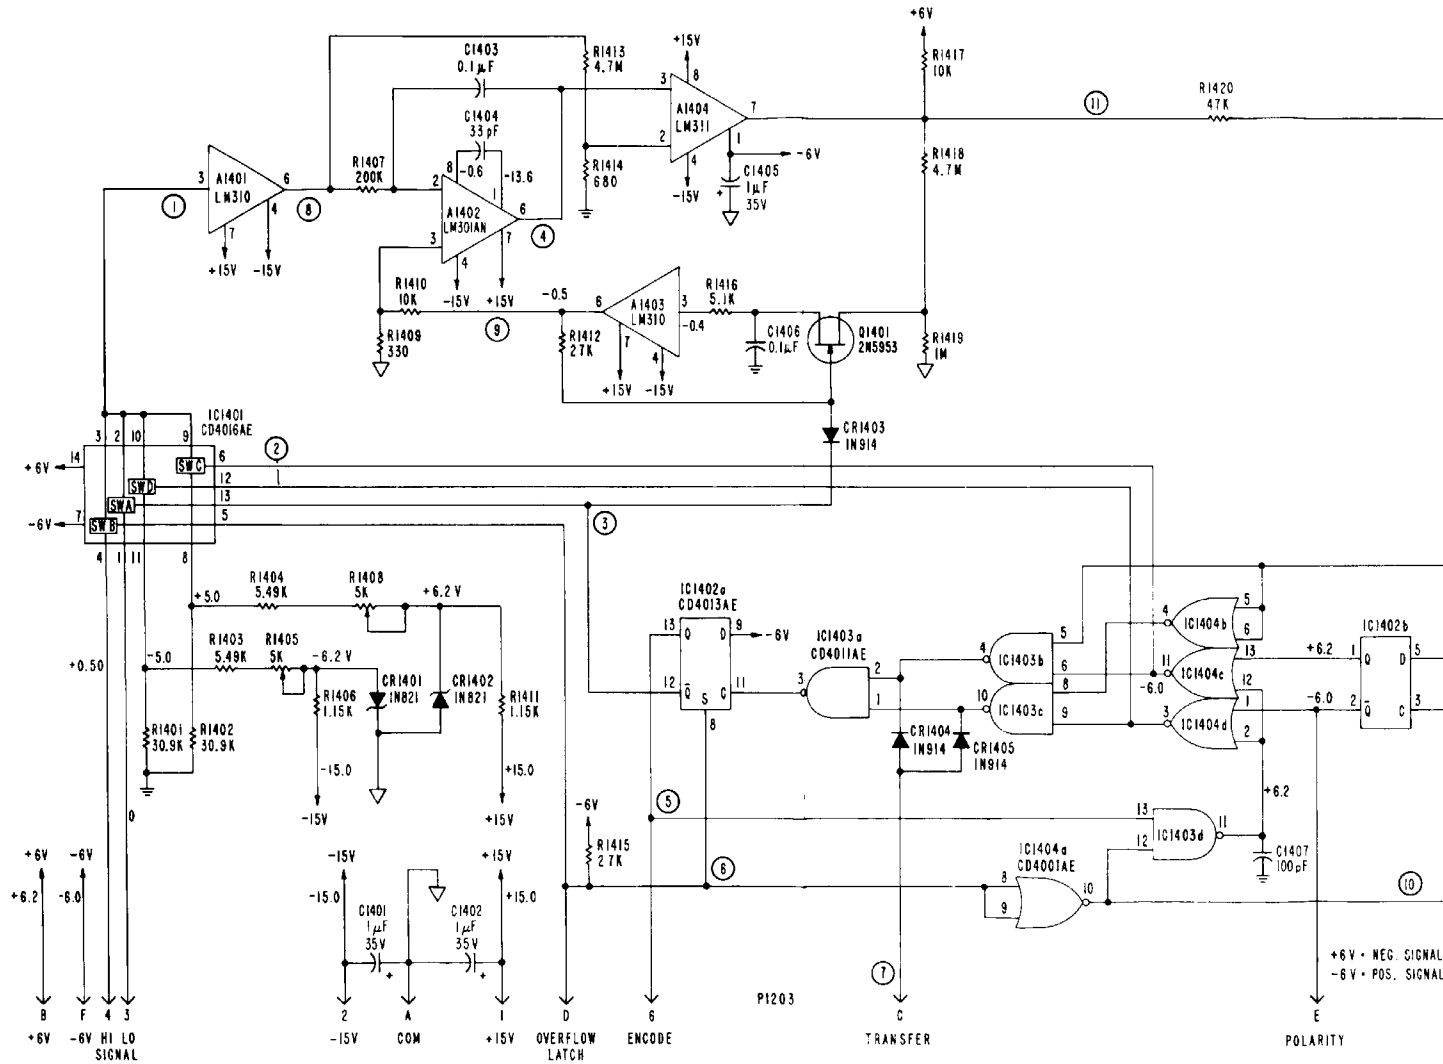 +6V
R1417
10K
C1403
0.1µF
R1413
4.7M
+15V
8
3
A1404
LM311
7
11
R1420
47K
C1404
33pF
8
-0.6
-13.6
1
2
4
-15V
1
-6V
R1418
4.7M
C1405
1µF
35V
+
3
A1401
LM310
6
4
7
+15V
-15V
1
8
R1407
200K
2
A1402
LM301AN
6
3
4
7
-15V
+15V
4
R1414
680
R1410
10K
R1409
330
9
-0.5
6
A1403
LM310
3
-0.4
7
4
+15V
-15V
R1412
27K
R1416
5.1K
C1406
0.1µF
Q1401
2N5953
R1419
1M
CR1403
1N914
IC1401
CD4016AE
3
2
10
9
+6V
14
-6V
7
SWC
SWD
SWA
SWB
6
12
13
5
2
3
4
1
11
8
+5.0
R1404
5.49K
R1408
5K
+6.2 V
-5.0
R1403
5.49K
R1405
5K
-6.2 V
+0.50
R1406
1.15K
CR1401
1N821
CR1402
1N821
R1411
1.15K
R1401
30.9K
R1402
30.9K
-15.0
-15V
+15.0
+15V
0
IC1402a
CD4013AE
13
Q
D
9
-6V
12
Q
S
C
11
8
IC1403a
CD4011AE
3
2
1
4
IC1403b
5
6
10
IC1403c
8
9
4
IC1404b
5
6
11
IC1404c
13
12
-6.0
3
IC1404d
1
2
+6.2
-6.0
IC1402b
1
Q
D
5
2
Q
C
3
CR1404
1N914
CR1405
1N914
+6.2
5
13
12
IC1403d
11
C1407
100pF
-6V
R1415
27K
6
IC1404a
CD4001AE
8
9
10
10
+6V
+6.2
-6V
-6.0
-15V
-15.0
+15V
+15.0
C1401
1µF
35V
+
C1402
1µF
35V
+
7
P1203
+6V = NEG. SIGNAL
-6V = POS. SIGNAL
B
F
4
3
2
A
1
D
6
C
E
+6V
-6V
HI
LO
SIGNAL
-15V
COM
+15V
OVERFLOW
LATCH
ENCODE
TRANSFER
POLARITY